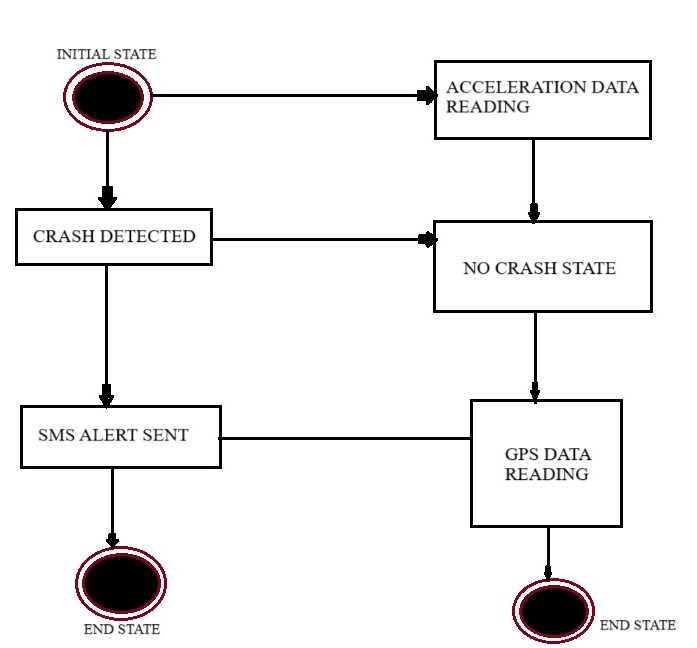 INITIAL STATE
ACCELERATION DATA
READING
CRASH DETECTED
NO CRASH STATE
SMS ALERT SENT
GPS DATA
READING
END STATE
END STATE